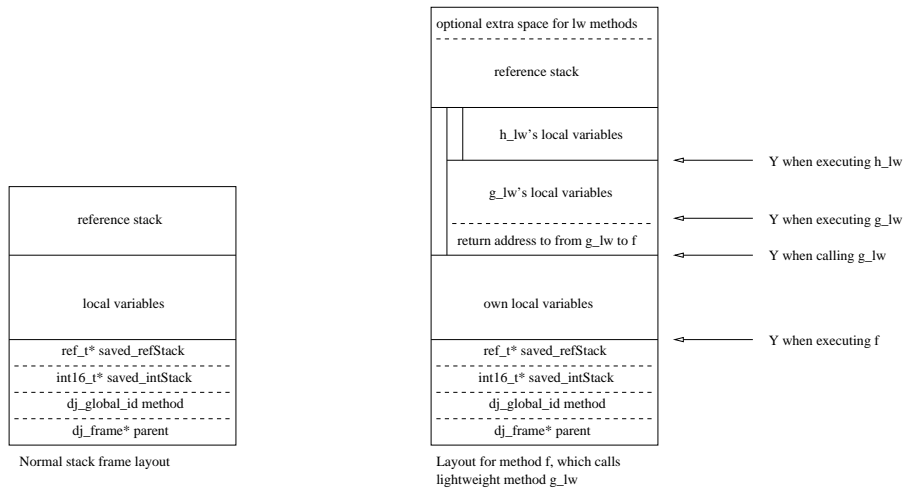 reference stack
local variables
ref_t* saved_refStack
int16_t* saved_intStack
dj_global_id method
dj_frame* parent
Normal stack frame layout
optional extra space for lw methods
reference stack
h_lw's local variables
g_lw's local variables
return address to from g_lw to f
own local variables
ref_t* saved_refStack
int16_t* saved_intStack
dj_global_id method
dj_frame* parent
Layout for method f, which calls
lightweight method g_lw
Y when executing h_lw
Y when executing g_lw
Y when calling g_lw
Y when executing f